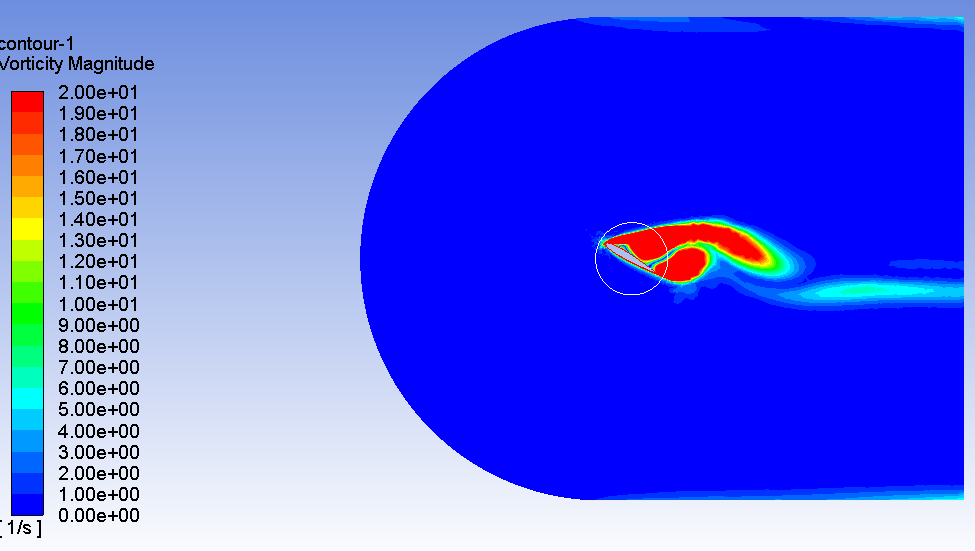 contour-1
Vorticity Magnitude
2.00e+01
1.90e+01
1.80e+01
1.70e+01
1.60e+01
1.50e+01
1.40e+01
1.30e+01
1.20e+01
1.10e+01
1.00e+01
9.00e+00
8.00e+00
7.00e+00
6.00e+00
5.00e+00
4.00e+00
3.00e+00
2.00e+00
1.00e+00
0.00e+00
[ 1/s ]